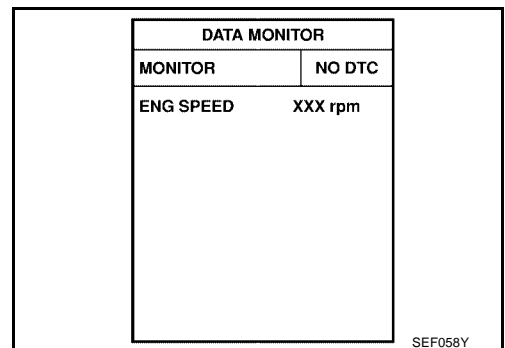 DATA MONITOR
MONITOR NO DTC
ENG SPEED XXX rpm
SEF058Y